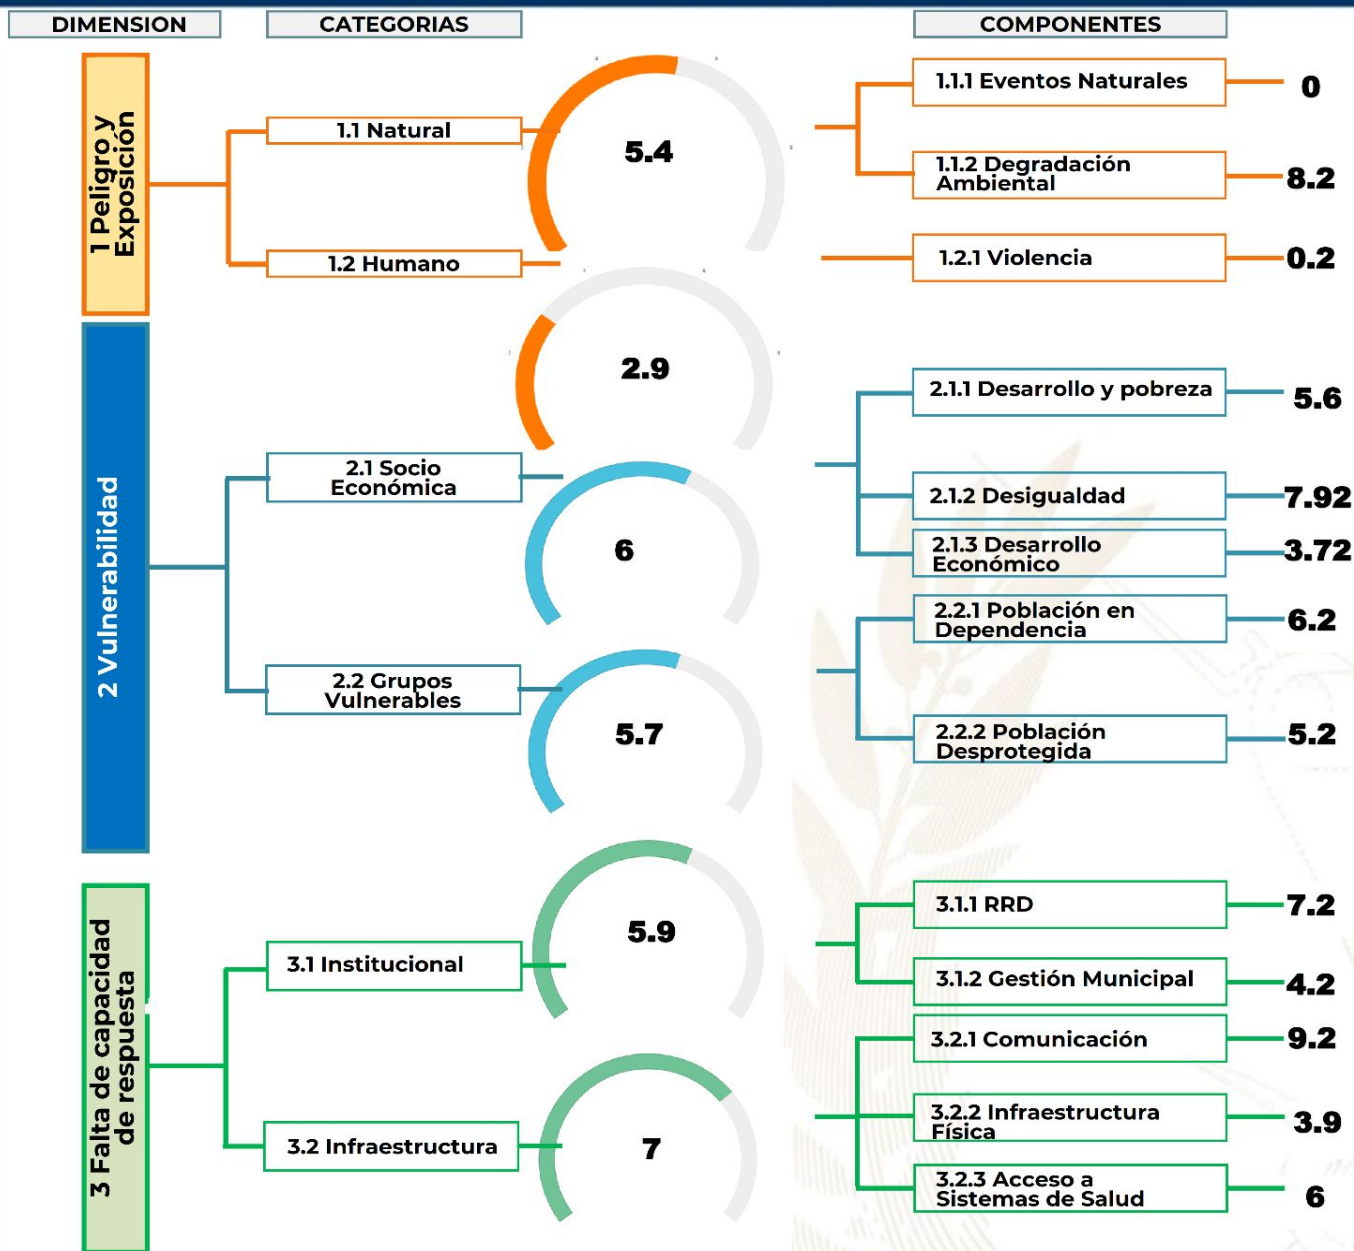 DIMENSION
CATEGORIAS
COMPONENTES
1 Peligro y
Exposición
1.1 Natural
5.4
1.1.1 Eventos Naturales
0
1.1.2 Degradación
Ambiental
8.2
1.2 Humano
2.9
1.2.1 Violencia
0.2
2 Vulnerabilidad
2.1 Socio
Económica
6
2.1.1 Desarrollo y pobreza
5.6
2.1.2 Desigualdad
7.92
2.1.3 Desarrollo
Económico
3.72
2.2 Grupos
Vulnerables
5.7
2.2.1 Población en
Dependencia
6.2
2.2.2 Población
Desprotegida
5.2
3 Falta de capacidad
de respuesta
3.1 Institucional
5.9
3.1.1 RRD
7.2
3.1.2 Gestión Municipal
4.2
3.2 Infraestructura
7
3.2.1 Comunicación
9.2
3.2.2 Infraestructura
Física
3.9
3.2.3 Acceso a
Sistemas de Salud
6